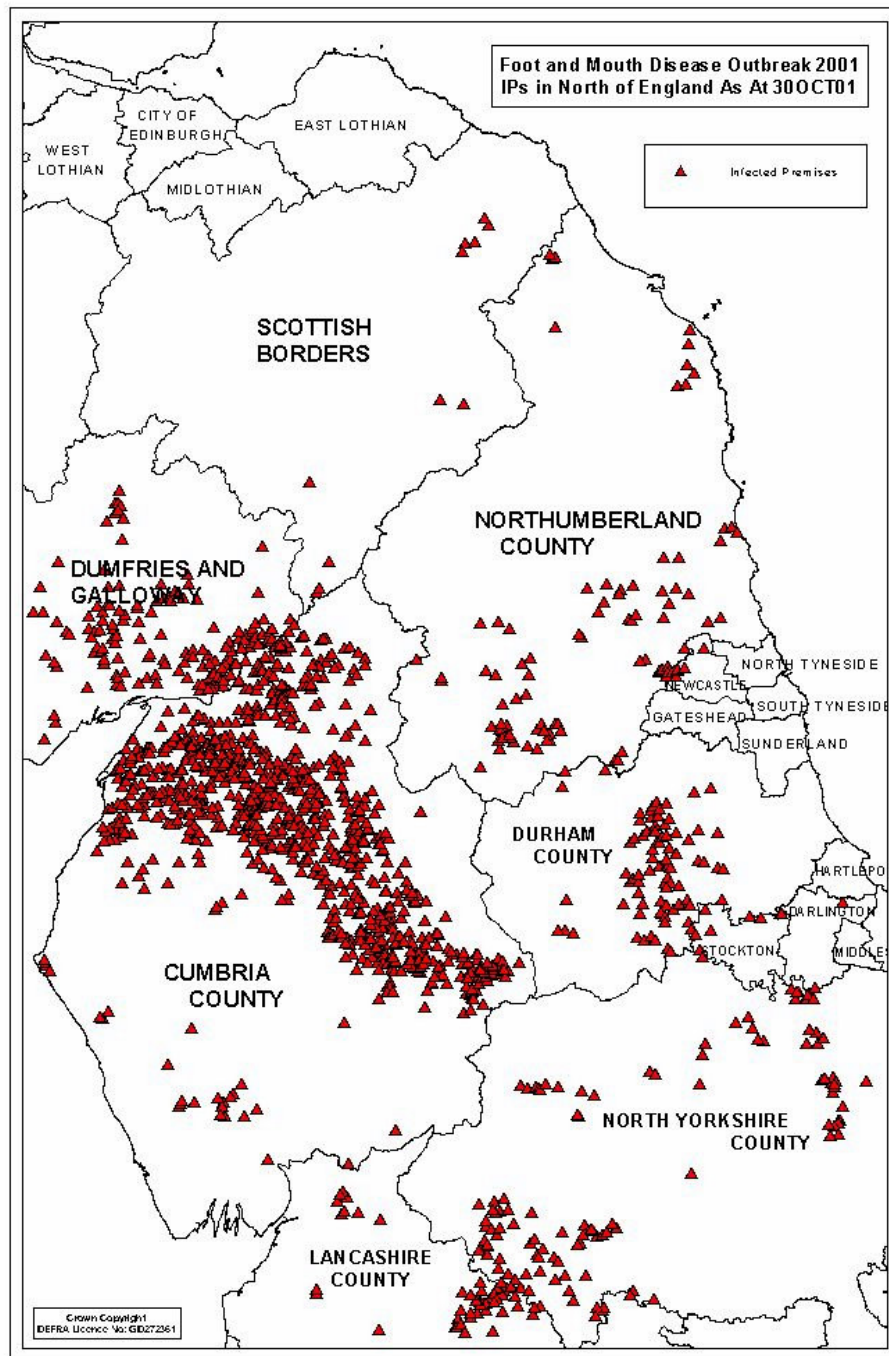 Foot and Mouth Disease Outbreak 2001
IPs in North of England As At 30OCT01
Infected Premises
CITY OF
EDINBURGH
EAST LOTHIAN
WEST
LOTHIAN
MIDLOTHIAN
SCOTTISH
BORDERS
NORTHUMBERLAND
COUNTY
DUMFRIES AND
GALLOWAY
NORTH TYNESIDE
NEWCASTLE
SOUTH TYNESIDE
GATESHEAD
SUNDERLAND
DURHAM
COUNTY
HARTLEPO
DARLINGTON
STOCKTON
MIDDLES
CUMBRIA
COUNTY
NORTH YORKSHIRE
COUNTY
LANCASHIRE
COUNTY
Crown Copyright
DEFRA Licence No: GD272361